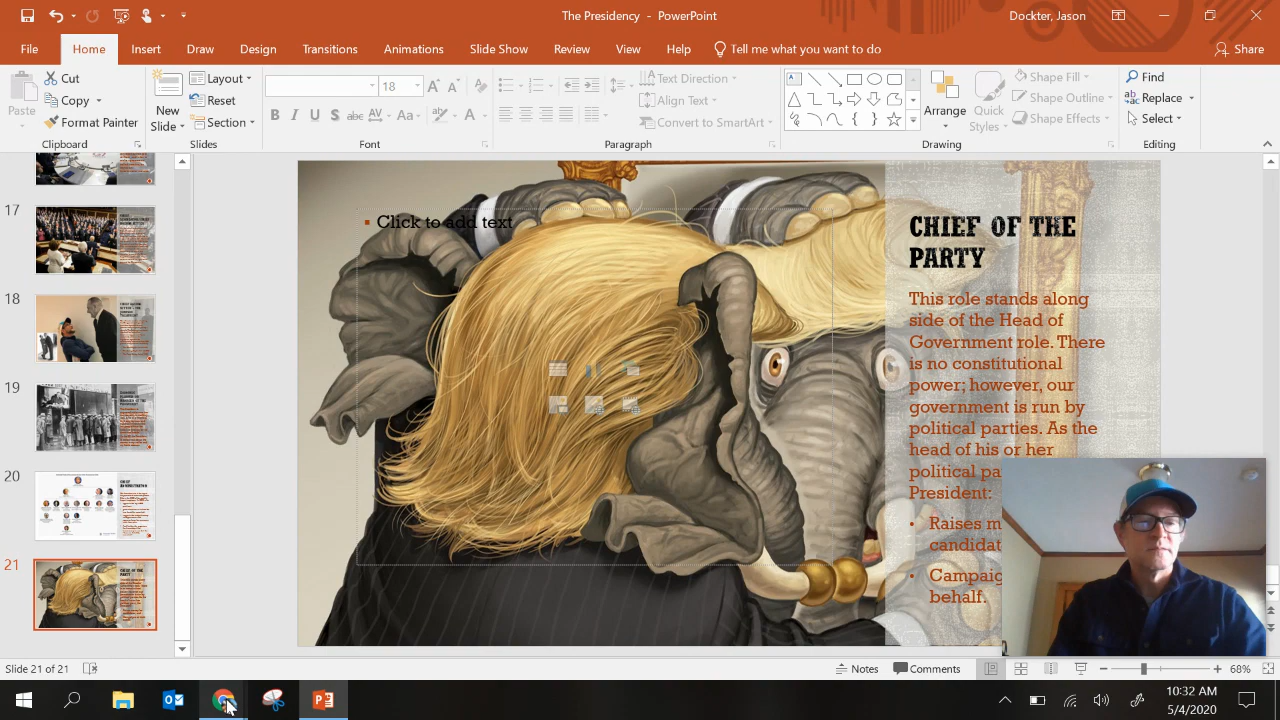 The Presidency - PowerPoint
Dockter, Jason
File Home Insert Draw Design Transitions Animations Slide Show Review View Help Tell me what you want to do Share
Paste
Cut
Copy
Format Painter
Clipboard
New Slide
Layout
Reset
Section
Slides
18
B I U S abc AV Aa A
Font
Text Direction
Align Text
Convert to SmartArt
Paragraph
Arrange
Quick Styles
Shape Fill
Shape Outline
Shape Effects
Drawing
Find
Replace
Select
Editing
17
18
19
20
21
Click to add text
CHIEF OF THE
PARTY
This role stands along
side of the Head of
Government role. There
is no constitutional
power; however, our
government is run by
political parties. As the
head of his or her
political pa
President:
• Raises m
candidat
• Campaig
behalf.
Slide 21 of 21
Notes
Comments
68%
10:32 AM
5/4/2020